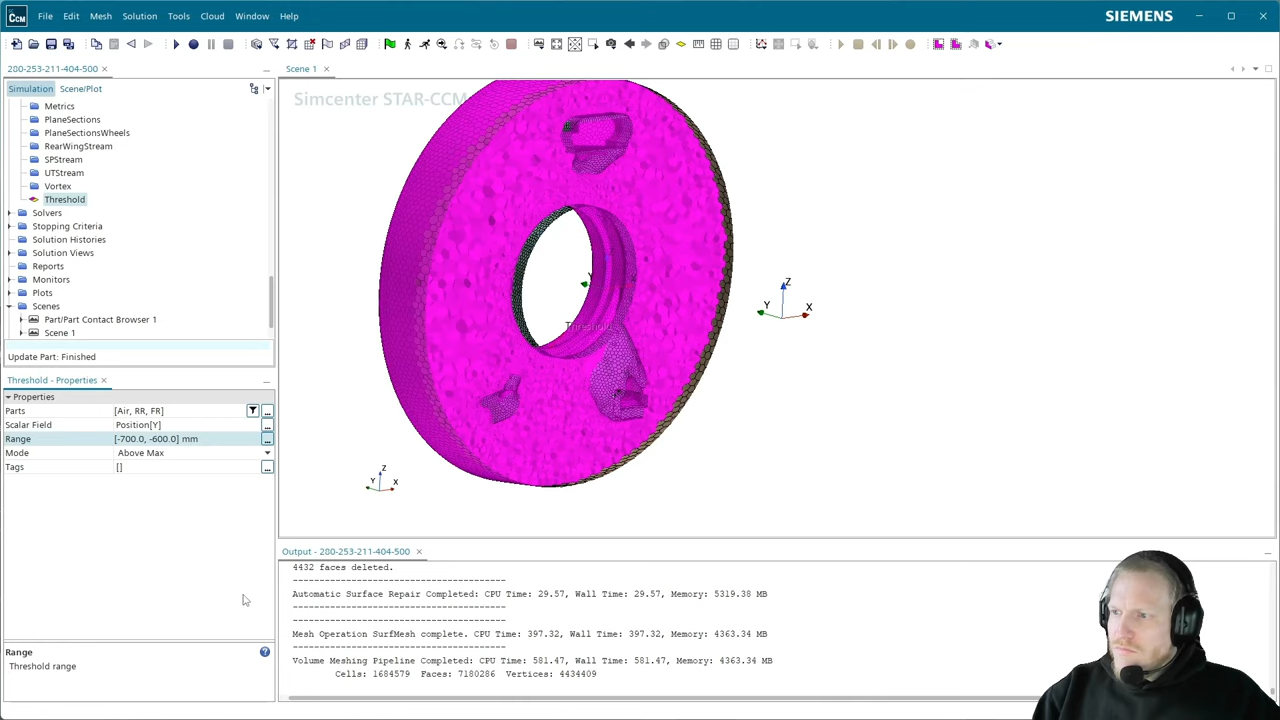 CCM
File Edit Mesh Solution Tools Cloud Window Help
SIEMENS
280-253-211-404-500
Scene 1
Simulation Scene/Plot
Simcenter STAR-CCM
Metrics
PlaneSections
PlaneSectionsWheels
RearWingStream
SPStream
UTStream
Vortex
Threshold
Solvers
Stopping Criteria
Solution Histories
Solution Views
Reports
Monitors
Plots
Scenes
Part/Part Contact Browser 1
Scene 1
Update Part: Finished
Threshold - Properties
Properties
Parts [Air, RR, FR]
Scalar Field Position[Y]
Range [-700.0, -600.0] mm
Mode Above Max
Tags []
Range
Threshold range
Y
Threshold
Z
Y
X
Z
Y
X
Output - 280-253-211-404-500
4432 faces deleted.
----------------------------------------
Automatic Surface Repair Completed: CPU Time: 29.57, Wall Time: 29.57, Memory: 5319.38 MB
----------------------------------------
----------------------------------------
Mesh Operation SurfMesh complete. CPU Time: 397.32, Wall Time: 397.32, Memory: 4363.34 MB
----------------------------------------
Volume Meshing Pipeline Completed: CPU Time: 581.47, Wall Time: 581.47, Memory: 4363.34 MB
Cells: 1684579 Faces: 7180286 Vertices: 4434409